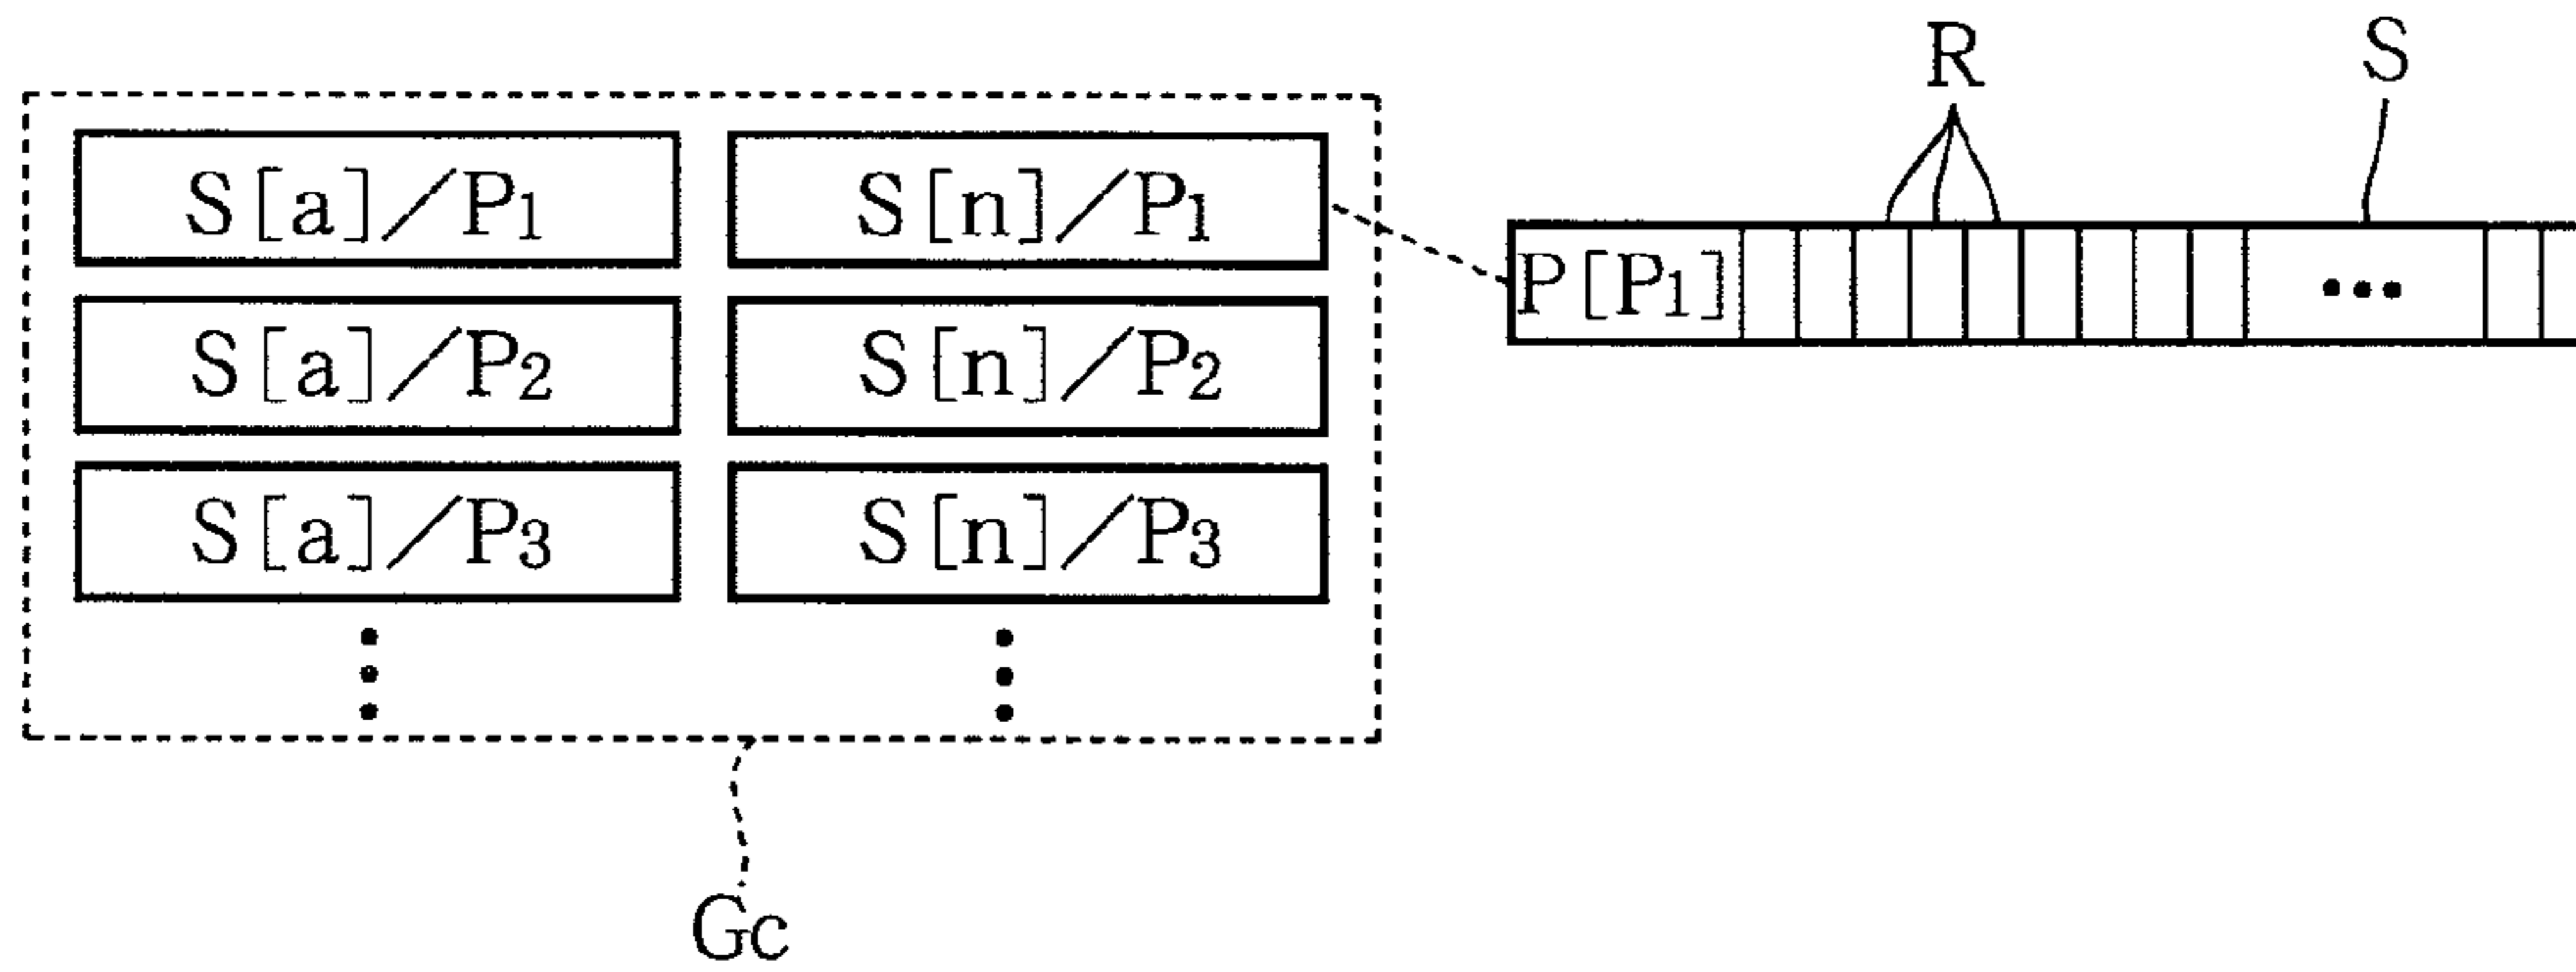 R S
S[a]／P1 S[n]／P1
P[P1] •••
S[a]／P2 S[n]／P2
S[a]／P3 S[n]／P3
Gc